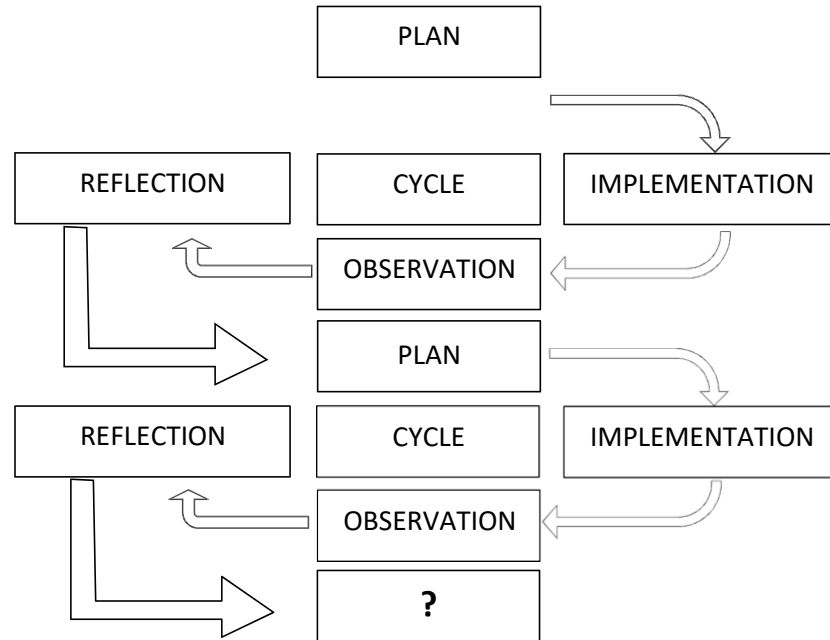 PLAN
REFLECTION
CYCLE
IMPLEMENTATION
OBSERVATION
PLAN
REFLECTION
CYCLE
IMPLEMENTATION
OBSERVATION
?